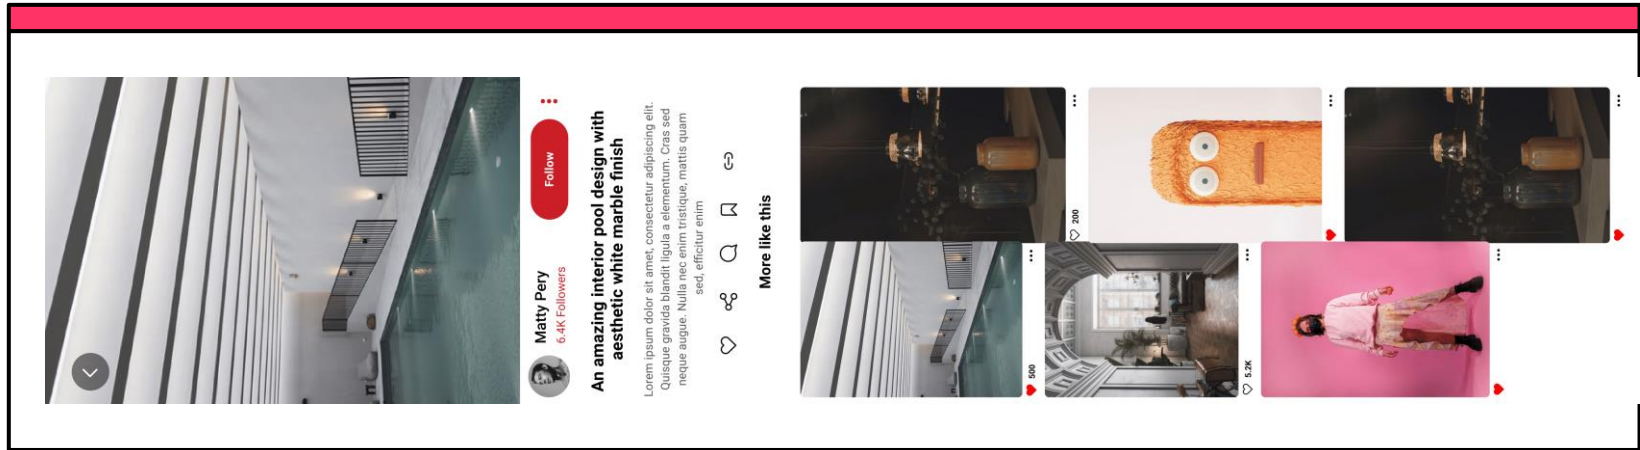 Matty Pery
6.4K Followers
Follow
An amazing interior pool design with
aesthetic white marble finish
Lorem ipsum dolor sit amet, consectetur adipiscing elit.
Quisque gravida blandit ligula a elementum. Cras sed
neque augue. Nulla nec enim tristique, mattis quam
sed, efficitur enim
More like this
500
200
5.2K